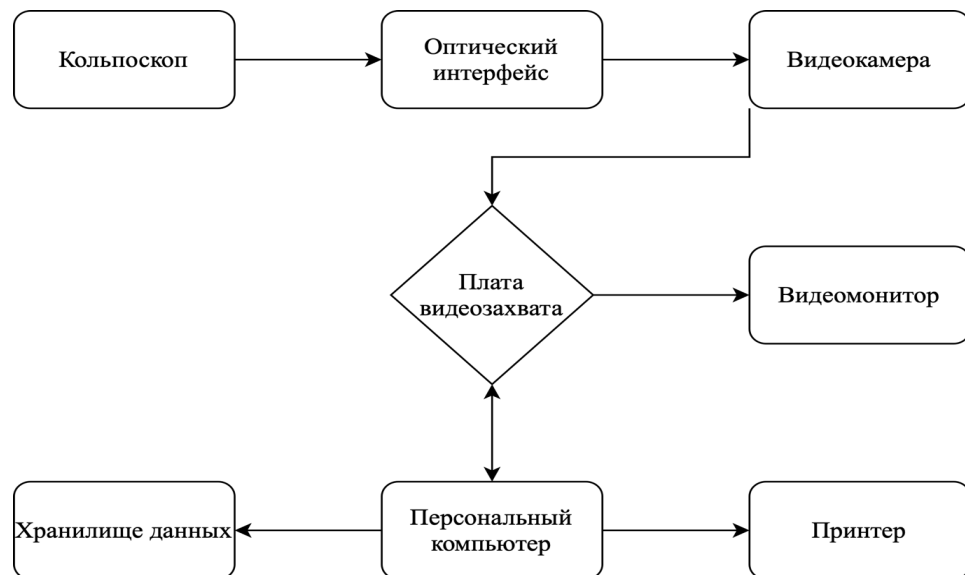 Кольпоскоп
Оптический
интерфейс
Видеокамера
Плата
видеозахвата
Видеомонитор
Хранилище данных
Персональный
компьютер
Принтер